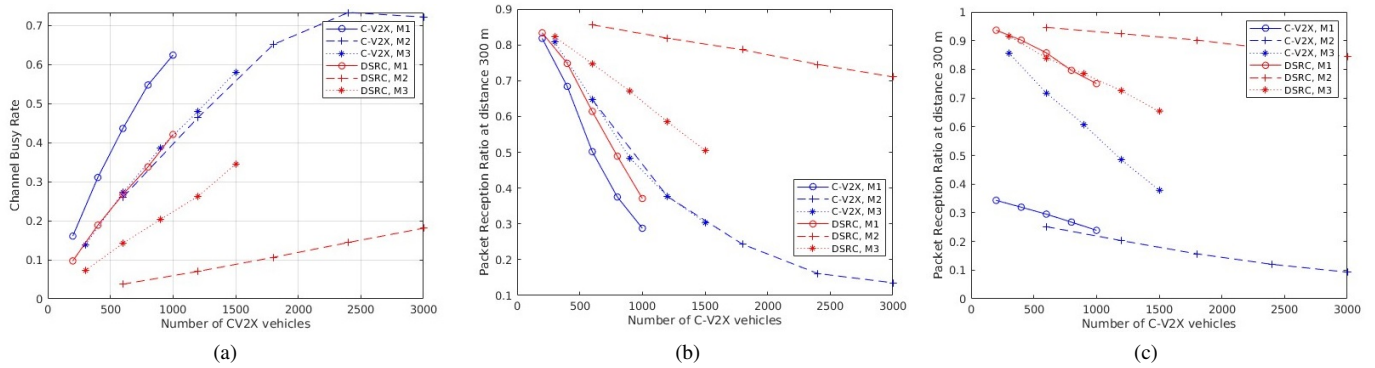 Channel Busy Rate
0.7
0.6
0.5
0.4
0.3
0.2
0.1
0
C-V2X, M1
C-V2X, M2
C-V2X, M3
DSRC, M1
DSRC, M2
DSRC, M3
0 500 1000 1500 2000 2500 3000
Number of CV2X vehicles
(a)
Packet Reception Ratio at distance 300 m
0.9
0.8
0.7
0.6
0.5
0.4
0.3
0.2
0.1
C-V2X, M1
C-V2X, M2
C-V2X, M3
DSRC, M1
DSRC, M2
DSRC, M3
0 500 1000 1500 2000 2500 3000
Number of C-V2X vehicles
(b)
Packet Reception Ratio at distance 300 m
1
0.9
0.8
0.7
0.6
0.5
0.4
0.3
0.2
0.1
0
C-V2X, M1
C-V2X, M2
C-V2X, M3
DSRC, M1
DSRC, M2
DSRC, M3
0 500 1000 1500 2000 2500 3000
Number of C-V2X vehicles
(c)